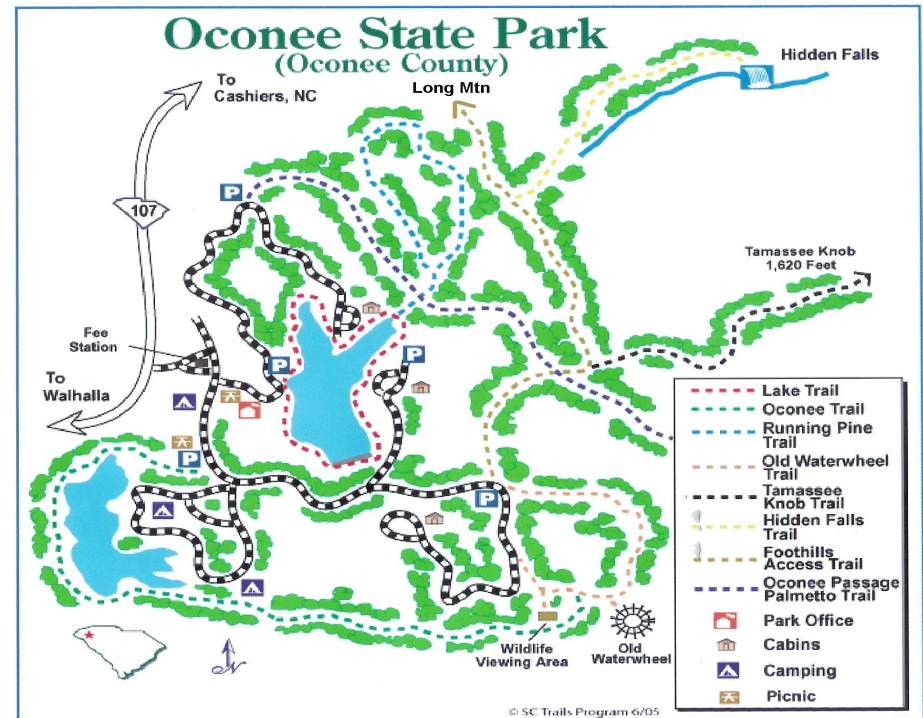 Oconee State Park
(Oconee County)
To
Cashiers, NC
Long Mtn
Hidden Falls
P
107
Tamassee Knob
1,620 Feet
Fee
Station
P
P
To
Walhalla
Lake Trail
Oconee Trail
Running Pine
Trail
Old Waterwheel
Trail
Tamassee
Knob Trail
Hidden Falls
Trail
Foothills
Access Trail
Oconee Passage
Palmetto Trail
Park Office
Cabins
Camping
Picnic
P
P
N
Wildlife
Viewing Area
Old
Waterwheel
© SC Trails Program 6/05